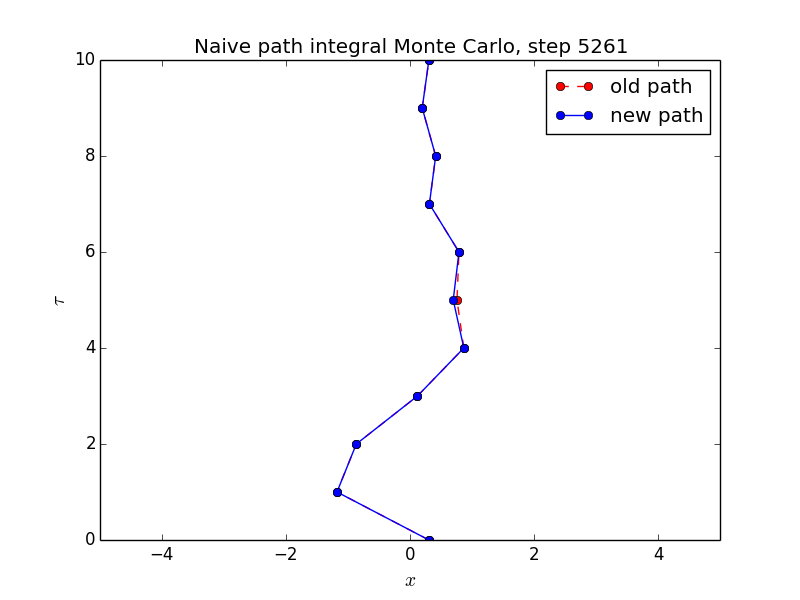 Naive path integral Monte Carlo, step 5261
old path
new path
10
8
6
4
2
0
τ
−4 −2 0 2 4
x